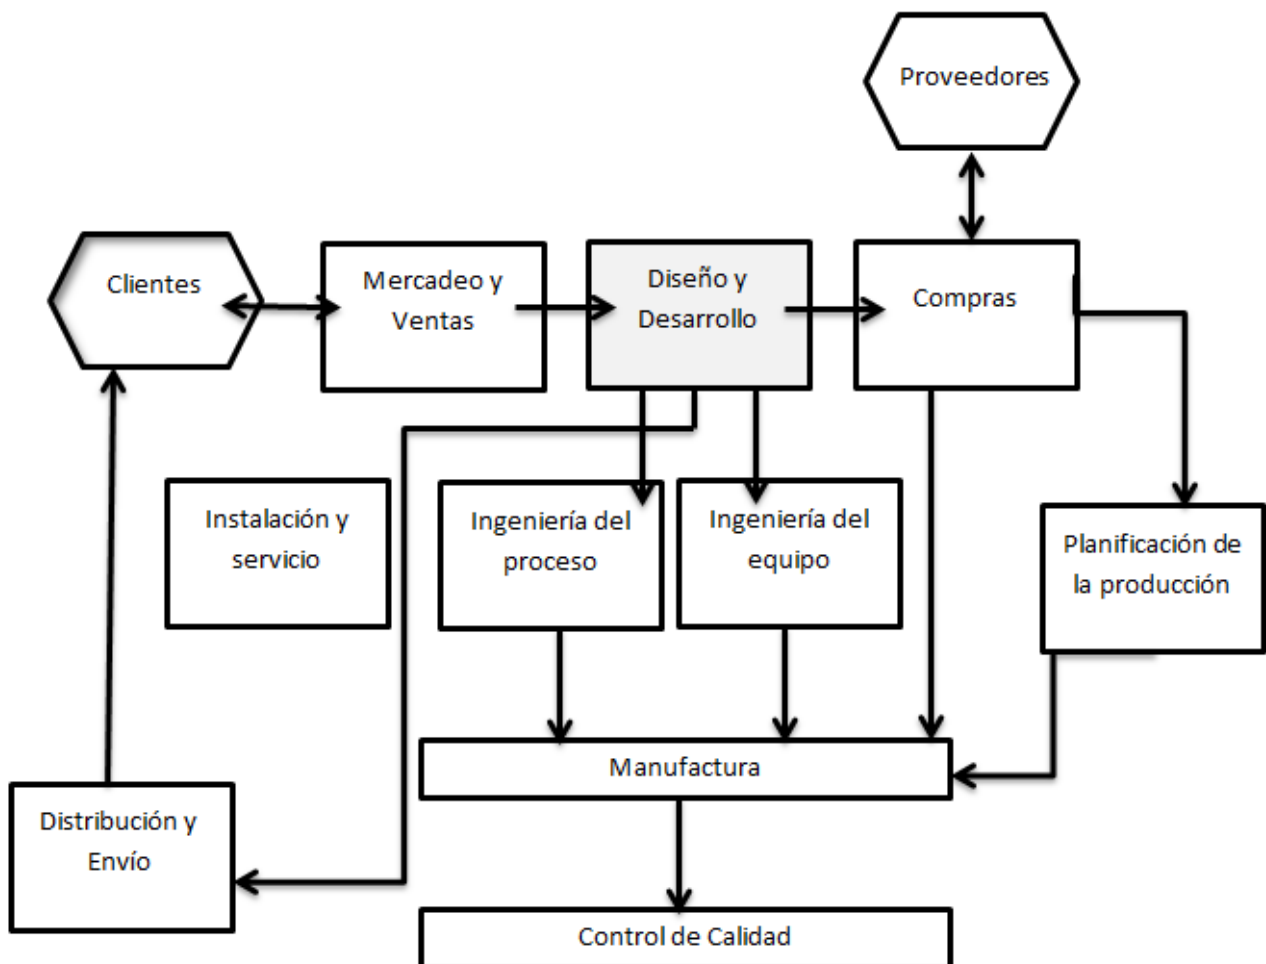 Proveedores
Clientes
Mercadeo y
Ventas
Diseño y
Desarrollo
Compras
Instalación y
servicio
Ingeniería del
proceso
Ingeniería del
equipo
Planificación de
la producción
Manufactura
Distribución y
Envío
Control de Calidad